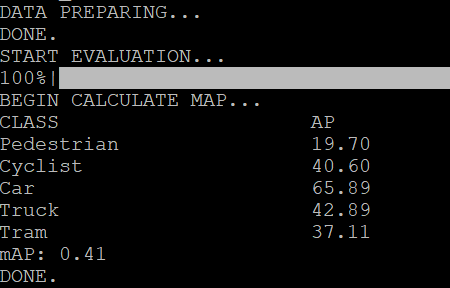 DATA PREPARING...
DONE.
START EVALUATION...
100%|
BEGIN CALCULATE MAP...
CLASS AP
Pedestrian 19.70
Cyclist 40.60
Car 65.89
Truck 42.89
Tram 37.11
mAP: 0.41
DONE.